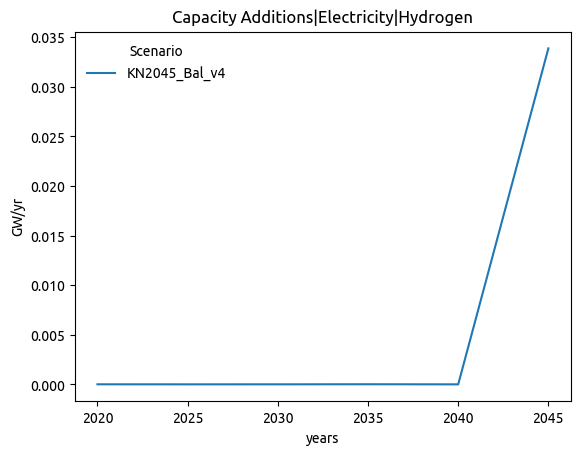 Capacity Additions|Electricity|Hydrogen
Scenario
KN2045_Bal_v4
GW/yr
0.035
0.030
0.025
0.020
0.015
0.010
0.005
0.000
2020 2025 2030 2035 2040 2045
years